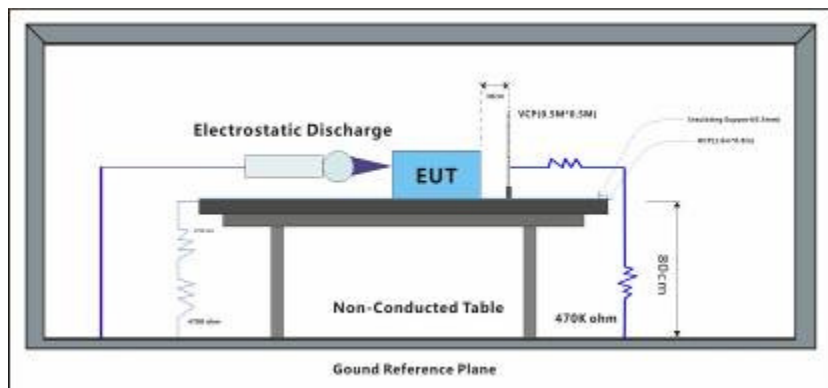 VCP(0.5M*0.5M)
Electrostatic Discharge
EUT
80cm
Non-Conducted Table
470K ohm
Gound Reference Plane